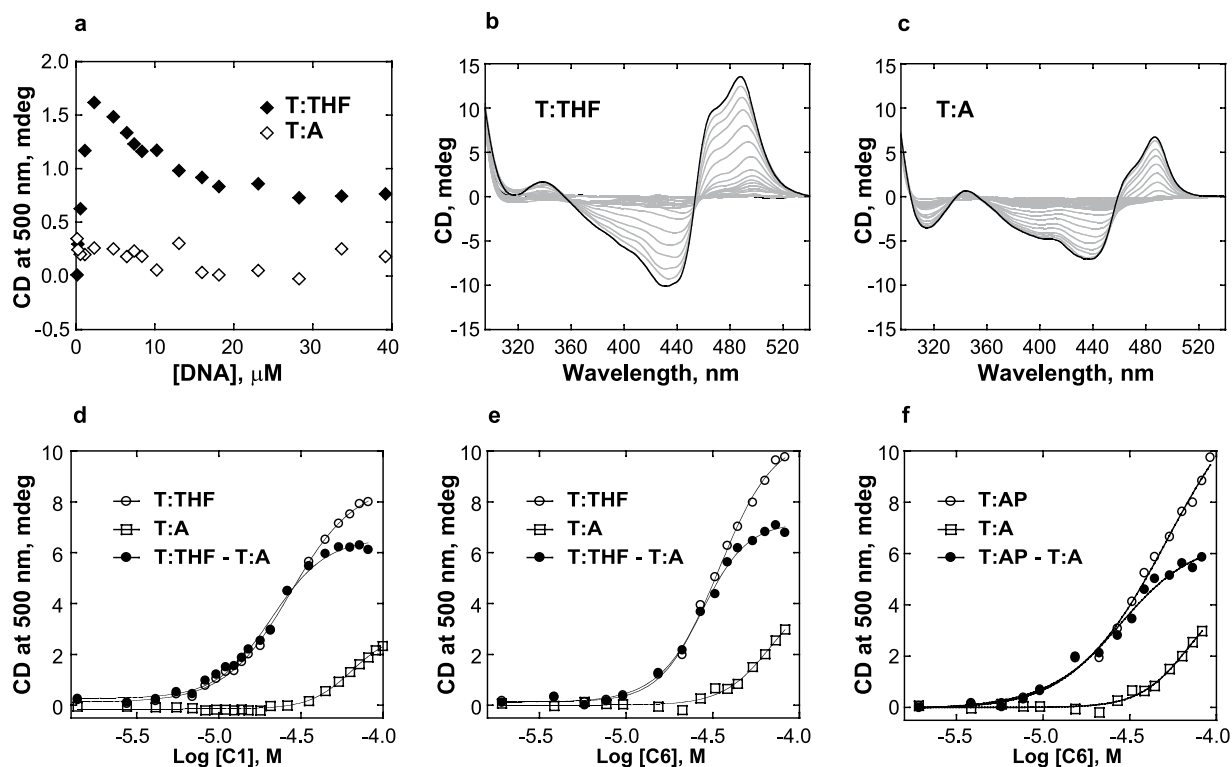 a
CD at 500 nm, mdeg
2.0
1.5
1.0
0.5
0.0
-0.5
T:THF
T:A
0 10 20 30 40
[DNA], μM
b
CD, mdeg
15
10
5
0
-5
-10
-15
T:THF
320 360 400 440 480 520
Wavelength, nm
c
CD, mdeg
15
10
5
0
-5
-10
-15
T:A
320 360 400 440 480 520
Wavelength, nm
d
CD at 500 nm, mdeg
10
8
6
4
2
0
T:THF
T:A
T:THF - T:A
-5.5 -5.0 -4.5 -4.0
Log [C1], M
e
CD at 500 nm, mdeg
10
8
6
4
2
0
T:THF
T:A
T:THF - T:A
-5.5 -5.0 -4.5 -4.0
Log [C6], M
f
CD at 500 nm, mdeg
10
8
6
4
2
0
T:AP
T:A
T:AP - T:A
-5.5 -5.0 -4.5 -4.0
Log [C6], M